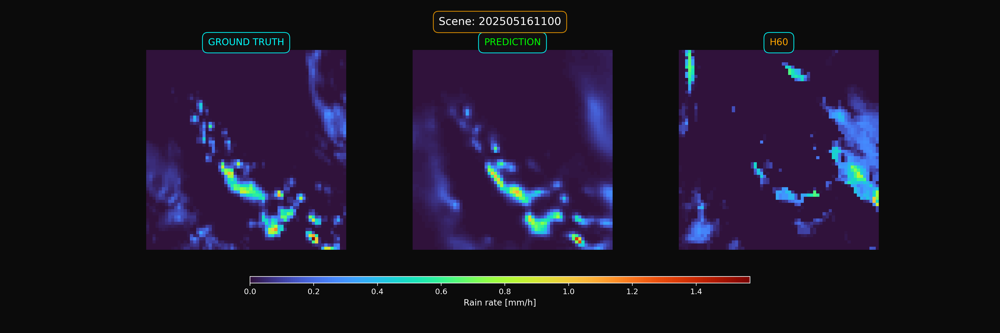 Scene: 202505161100
GROUND TRUTH
PREDICTION
H60
0.0 0.2 0.4 0.6 0.8 1.0 1.2 1.4
Rain rate [mm/h]